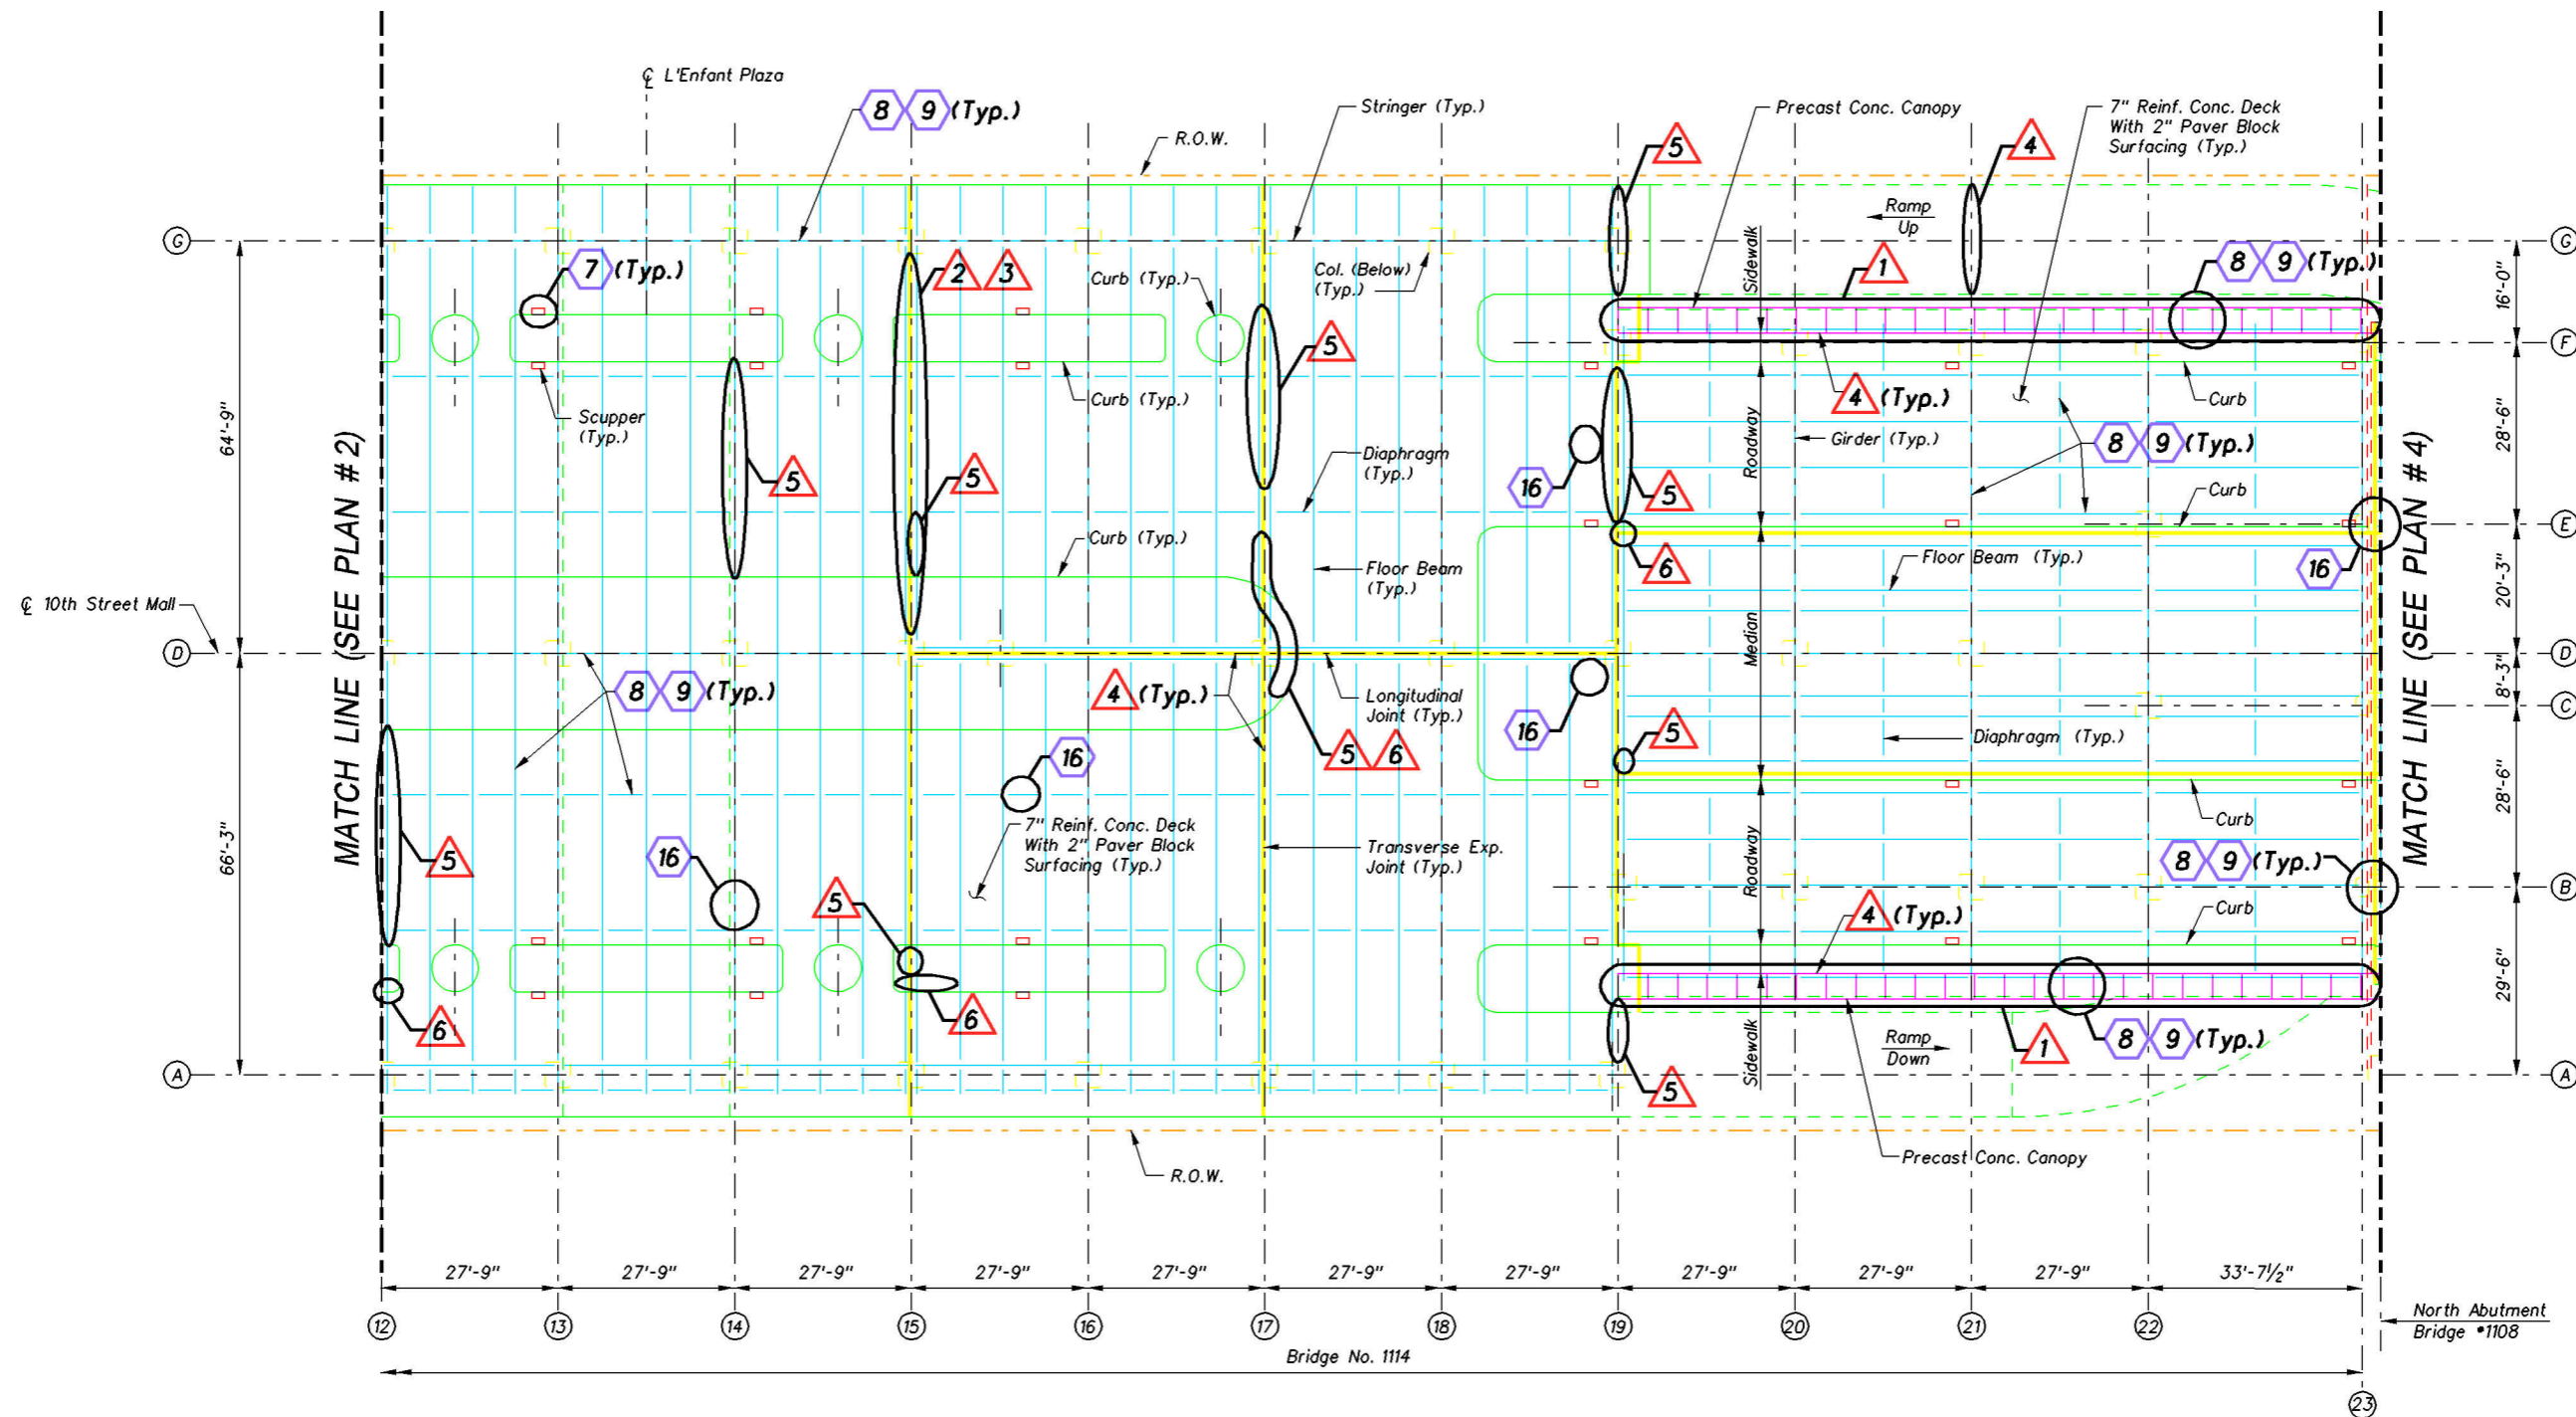 ℄ L'Enfant Plaza
8 9 (Typ.)
Stringer (Typ.)
Precast Conc. Canopy
7" Reinf. Conc. Deck
With 2" Paver Block
Surfacing (Typ.)
R.O.W.
5
4
Ramp
Up
G
G
7 (Typ.)
2 3
Curb (Typ.)
Col. (Below)
(Typ.)
Sidewalk
1
8 9 (Typ.)
16'-0"
5
F
Scupper
(Typ.)
Curb (Typ.)
4 (Typ.)
Curb
64'-9"
MATCH LINE (SEE PLAN # 2)
5
5
Diaphragm
(Typ.)
16
5
Roadway
Girder (Typ.)
8 9 (Typ.)
28'-6"
MATCH LINE (SEE PLAN # 4)
Curb
E
Curb (Typ.)
Floor Beam
(Typ.)
6
Floor Beam (Typ.)
16
20'-3"
℄ 10th Street Mall
D
D
8 9 (Typ.)
4 (Typ.)
Longitudinal
Joint (Typ.)
16
Median
8'-3"
C
5
5 6
16
Diaphragm (Typ.)
28'-6"
66'-3"
5
16
7" Reinf. Conc. Deck
With 2" Paver Block
Surfacing (Typ.)
Transverse Exp.
Joint (Typ.)
Roadway
Curb
8 9 (Typ.)
B
5
4 (Typ.)
Curb
29'-6"
6
6
Sidewalk
Ramp
Down
1
8 9 (Typ.)
A
A
5
R.O.W.
Precast Conc. Canopy
27'-9"
27'-9"
27'-9"
27'-9"
27'-9"
27'-9"
27'-9"
27'-9"
27'-9"
27'-9"
33'-7½"
12
13
14
15
16
17
18
19
20
21
22
North Abutment
Bridge #1108
Bridge No. 1114
23